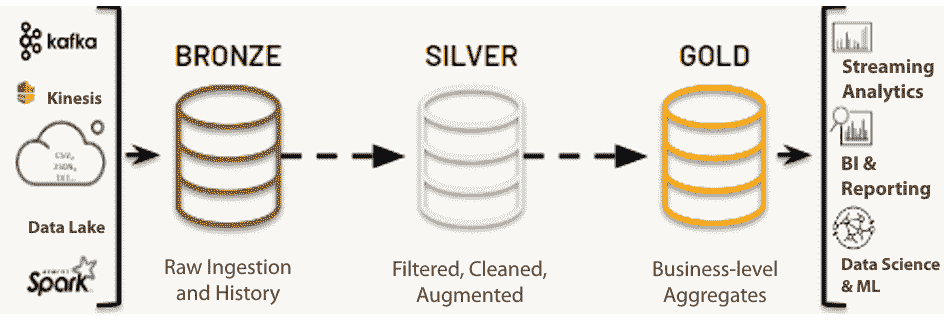 kafka
Kinesis
CSV,
JSON,
TXT…
Data Lake
APACHE
Spark
BRONZE
Raw Ingestion
and History
SILVER
Filtered, Cleaned,
Augmented
GOLD
Business-level
Aggregates
Streaming
Analytics
BI &
Reporting
Data Science
& ML